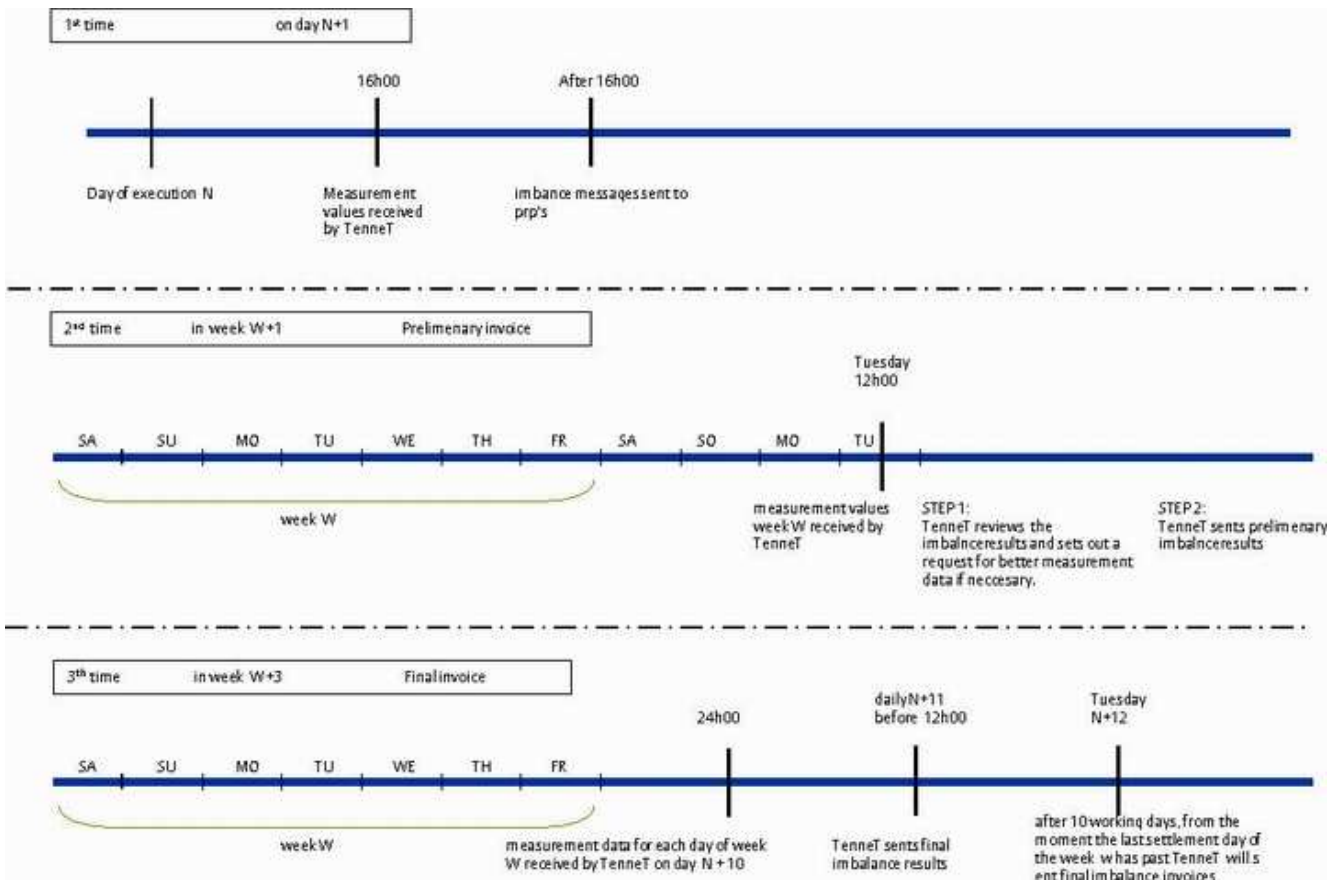 1st time on day N+1
16h00
After 16h00
Day of execution N
Measurement
values received
by TenneT
imbance messages sent to
prp's
2nd time in week W+1 Prelimenary invoice
Tuesday
12h00
SA SU MO TU WE TH FR SA SO MO TU
week W
measurement values
week W received by
TenneT
STEP 1:
TenneT reviews the
imbalnceresults and sets out a
request for better measurement
data if neccesary.
STEP 2:
TenneT sents prelimenary
imbalnceresults
3th time in week W+3 Final invoice
24h00
daily N+11
before 12h00
Tuesday
N+12
SA SU MO TU WE TH FR
week W
measurement data for each day of week
W received by TenneT on day N +10
TenneT sents final
imbalance results
after 10 working days, from the
moment the last settlement day of
the week w has past TenneT will s
ent final imbalance invoices